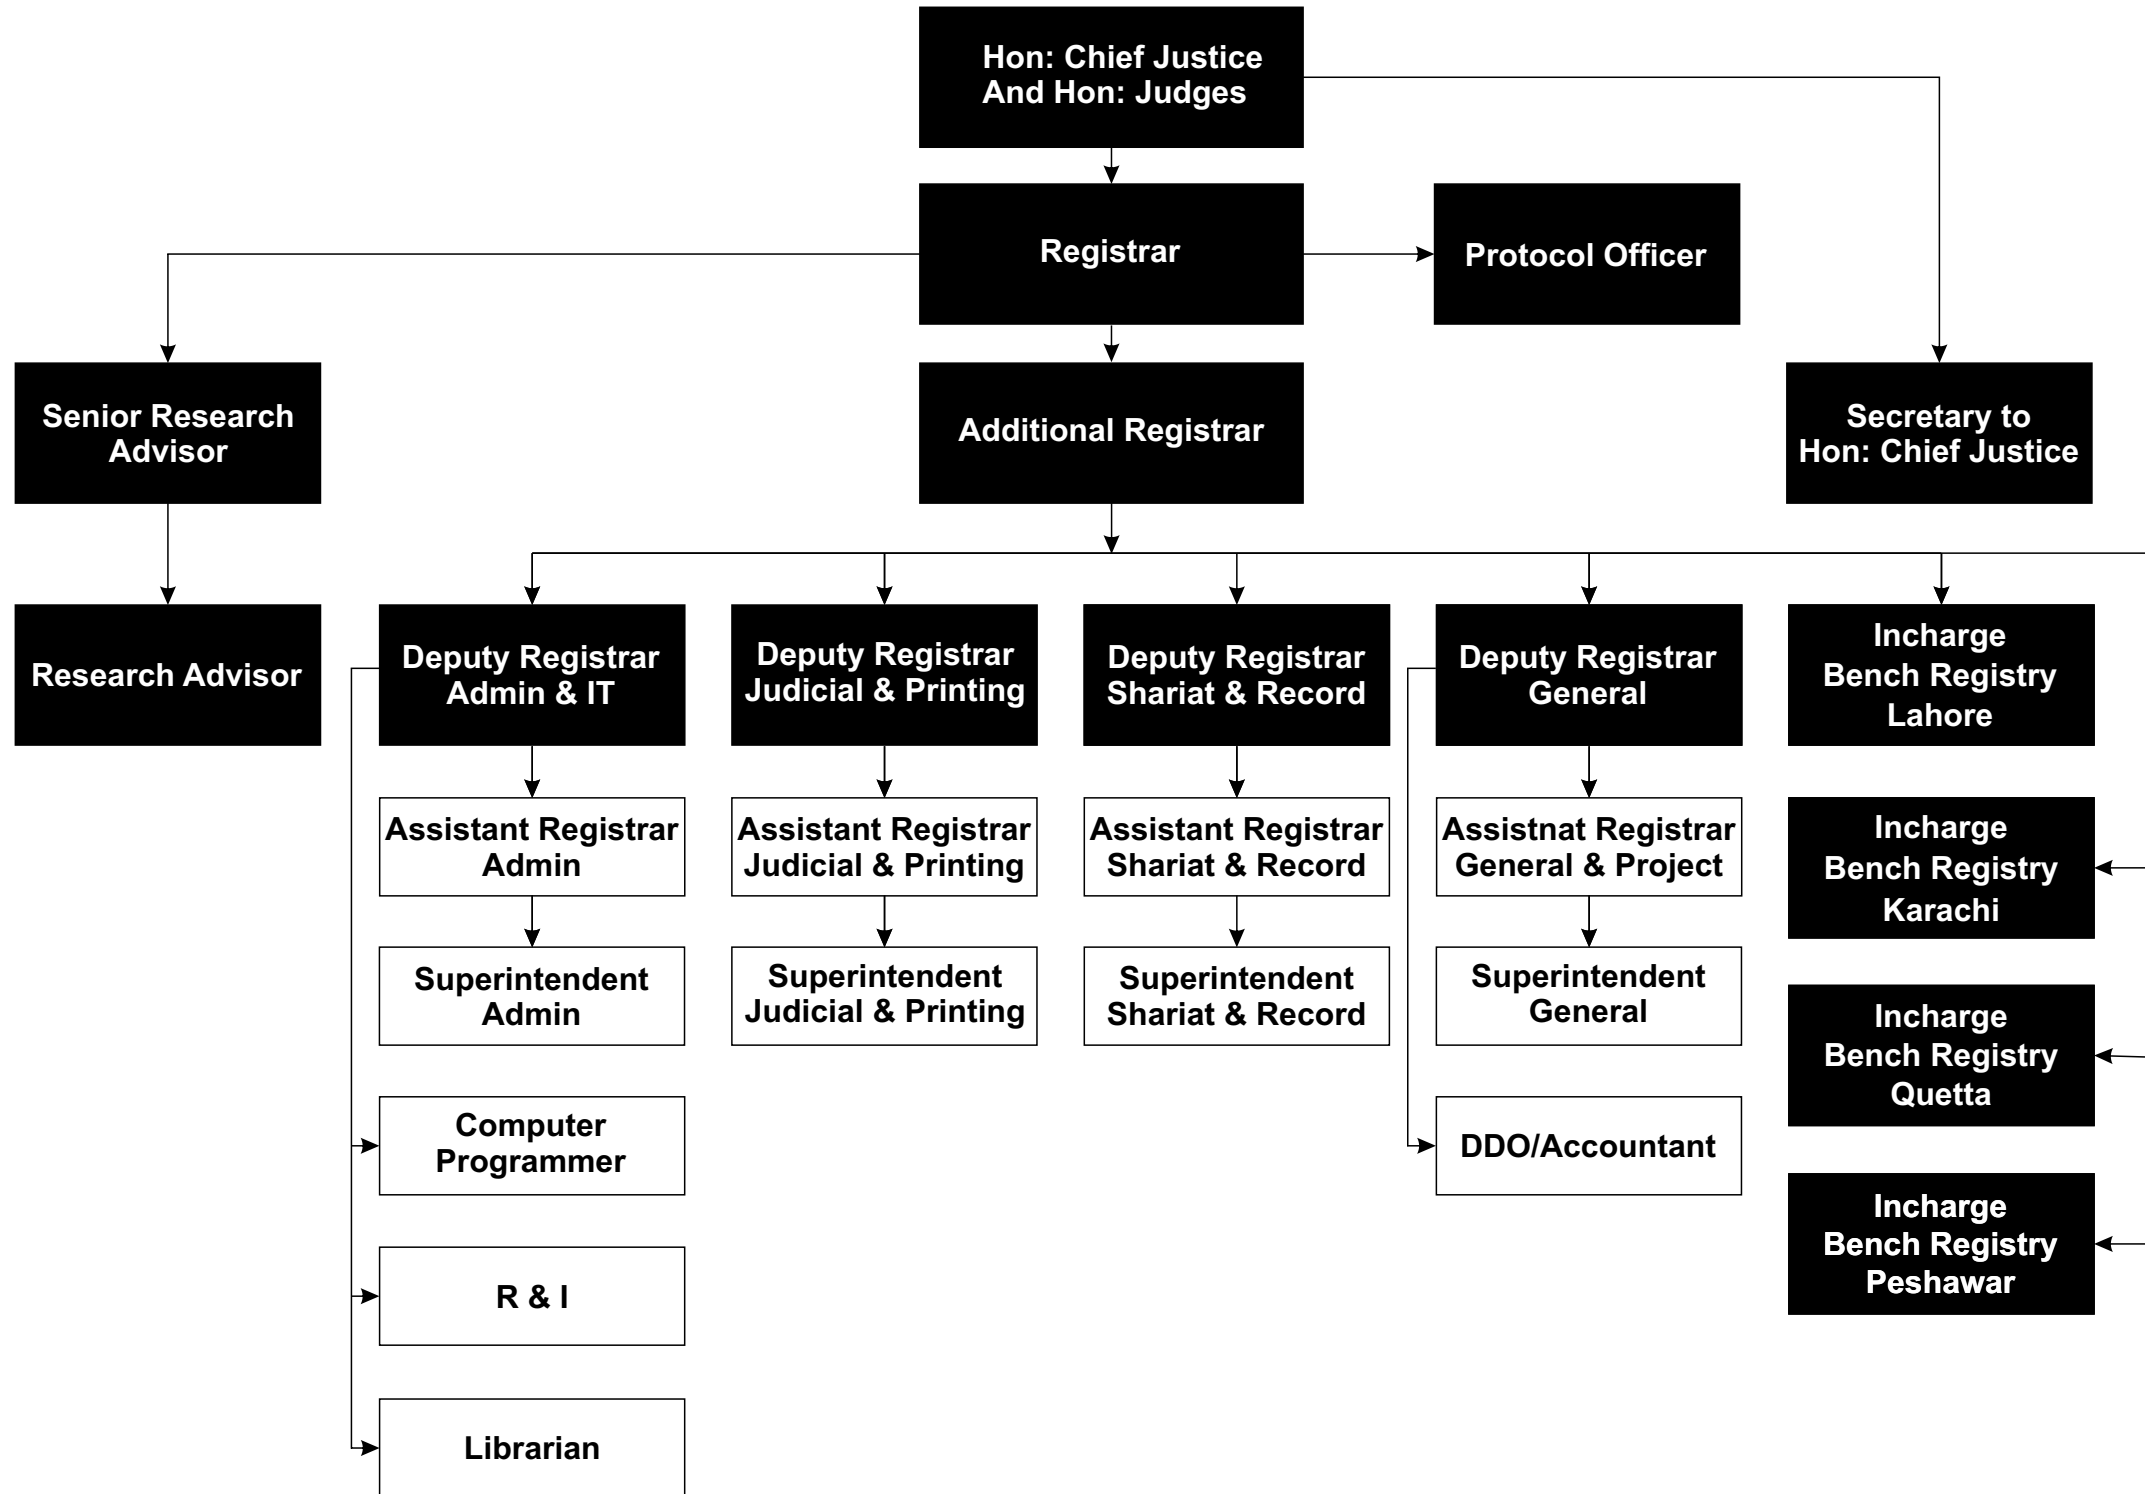 Hon: Chief Justice
And Hon: Judges
Registrar
Protocol Officer
Senior Research
Advisor
Additional Registrar
Secretary to
Hon: Chief Justice
Research Advisor
Deputy Registrar
Admin & IT
Deputy Registrar
Judicial & Printing
Deputy Registrar
Shariat & Record
Deputy Registrar
General
Incharge
Bench Registry
Lahore
Assistant Registrar
Admin
Assistant Registrar
Judicial & Printing
Assistant Registrar
Shariat & Record
Assistnat Registrar
General & Project
Incharge
Bench Registry
Karachi
Superintendent
Admin
Superintendent
Judicial & Printing
Superintendent
Shariat & Record
Superintendent
General
Incharge
Bench Registry
Quetta
Computer
Programmer
DDO/Accountant
Incharge
Bench Registry
Peshawar
R & I
Librarian